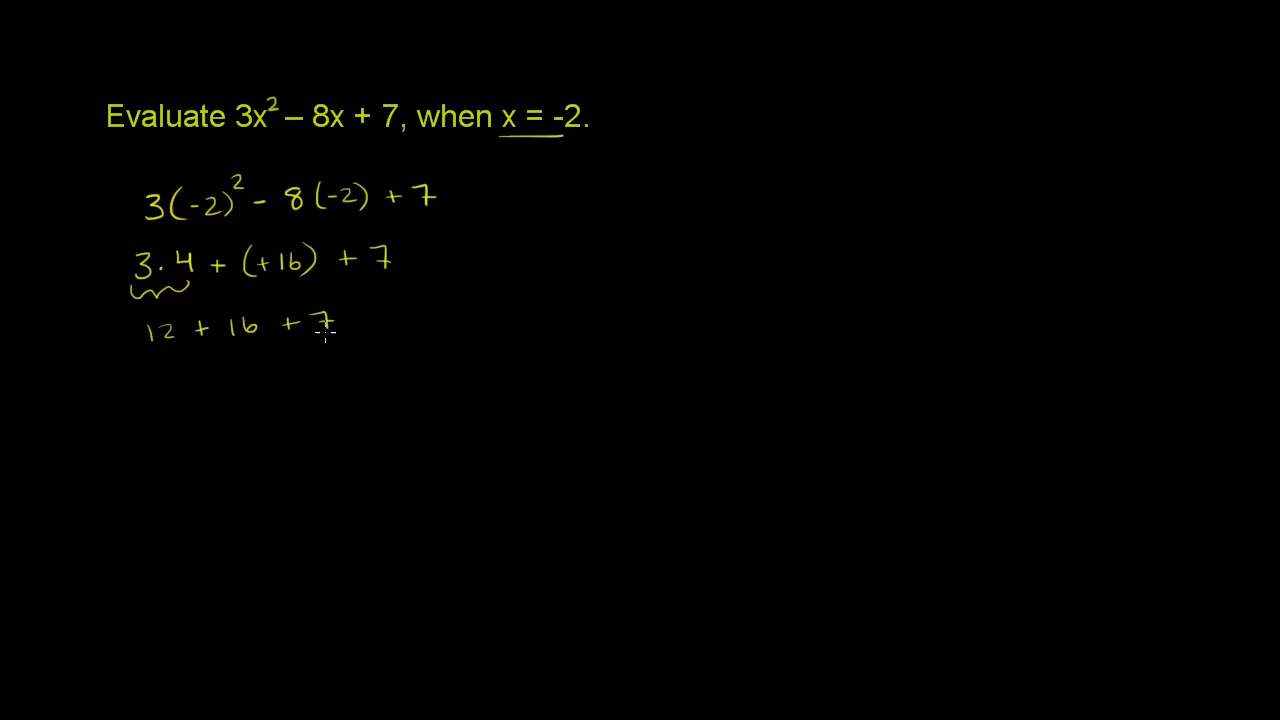 Evaluate 3x² – 8x + 7, when x = -2.
3(-2)² - 8(-2) + 7
3·4 + (+16) + 7
12 + 16 + 7